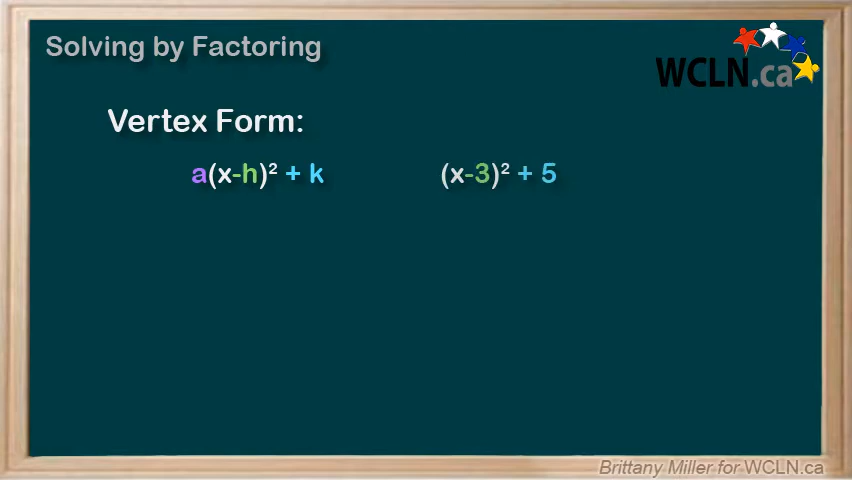 Solving by Factoring
WCLN.ca
Vertex Form:
a(x-h)² + k
(x-3)² + 5
Brittany Miller for WCLN.ca